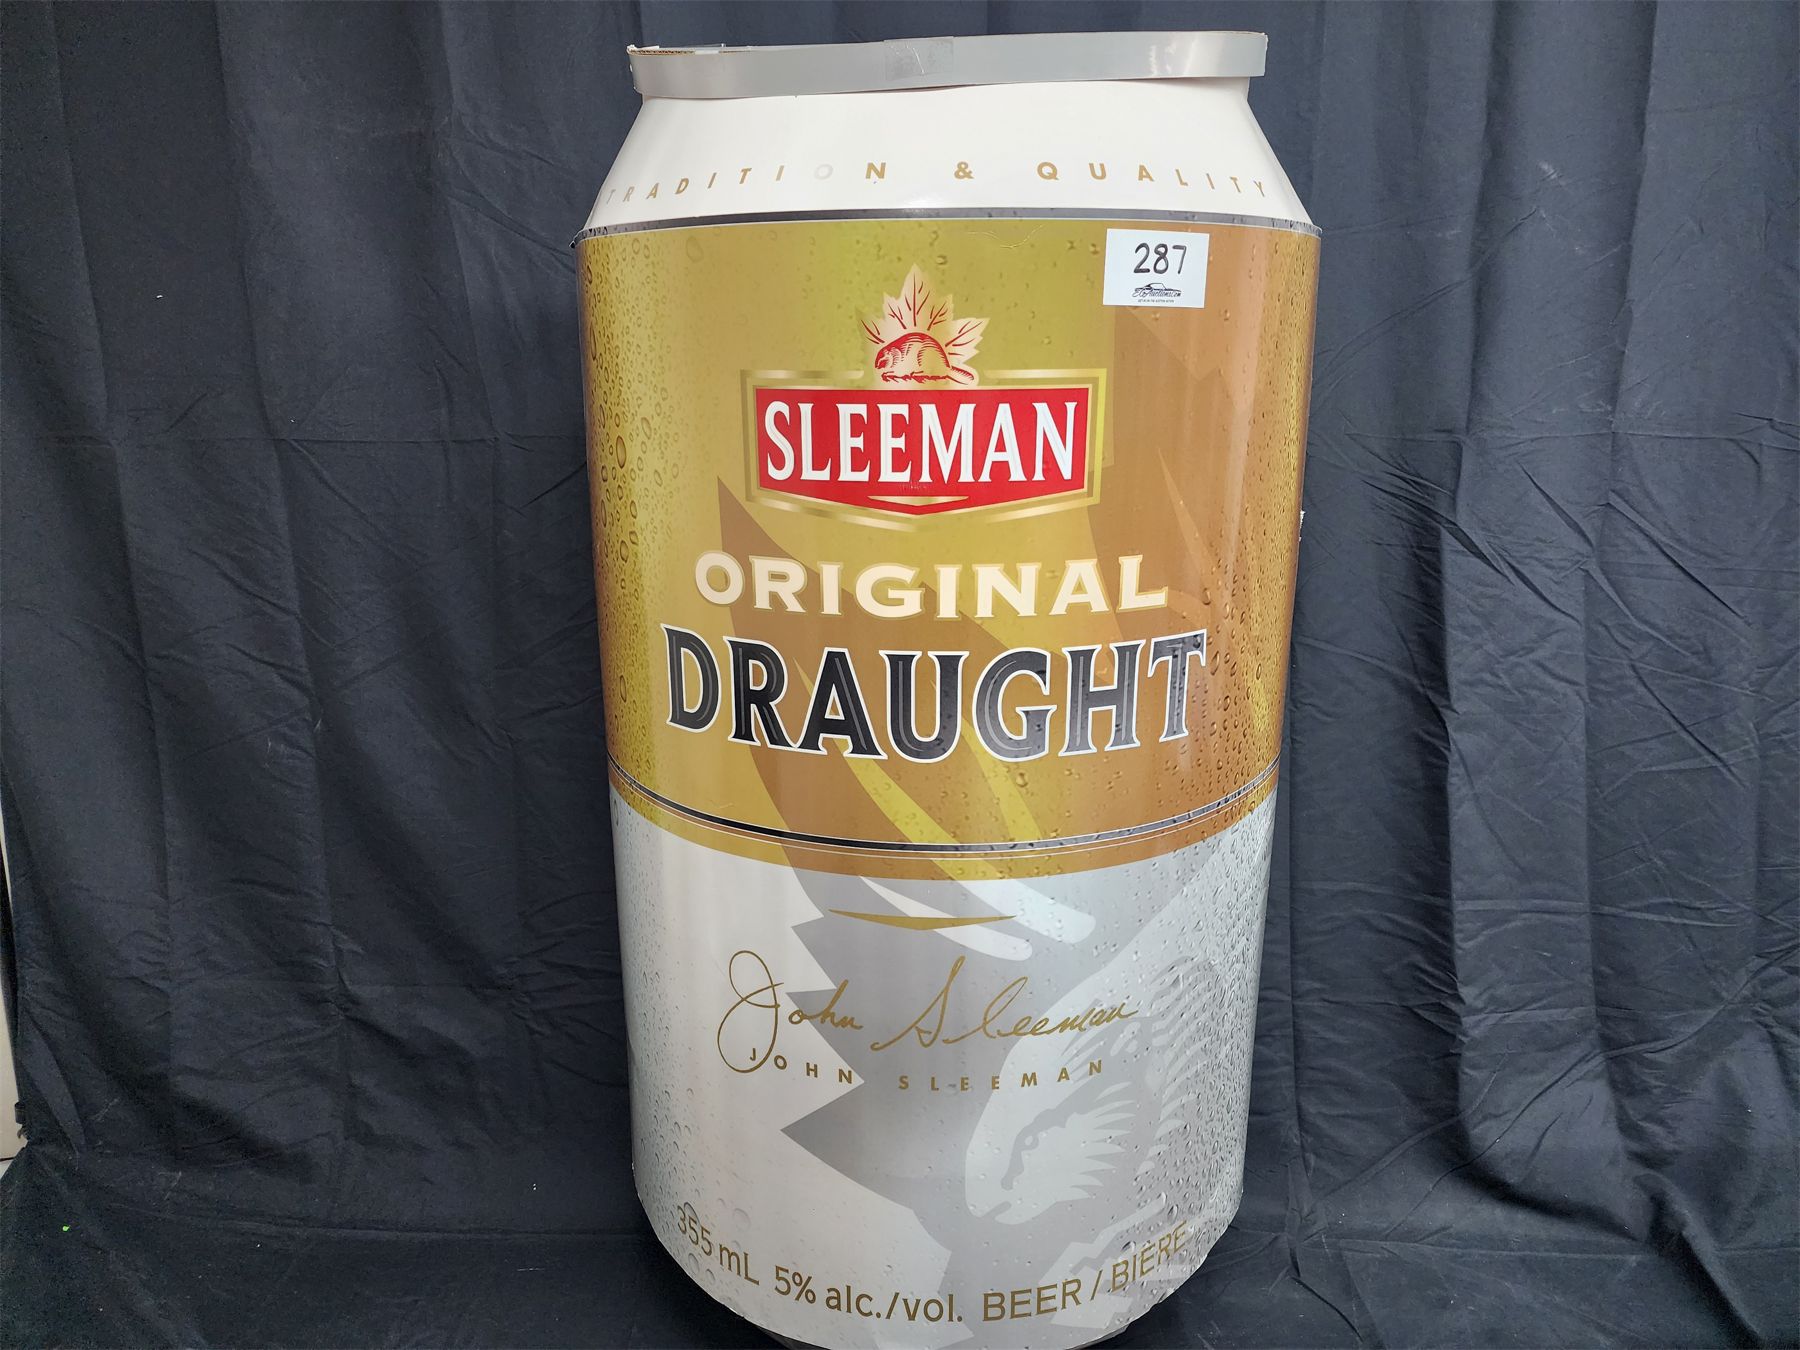 TRADITION & QUALITY
287
SLEEMAN
ORIGINAL
DRAUGHT
John Sleeman
JOHN SLEEMAN
355 mL 5% alc./vol. BEER / BIÈRE